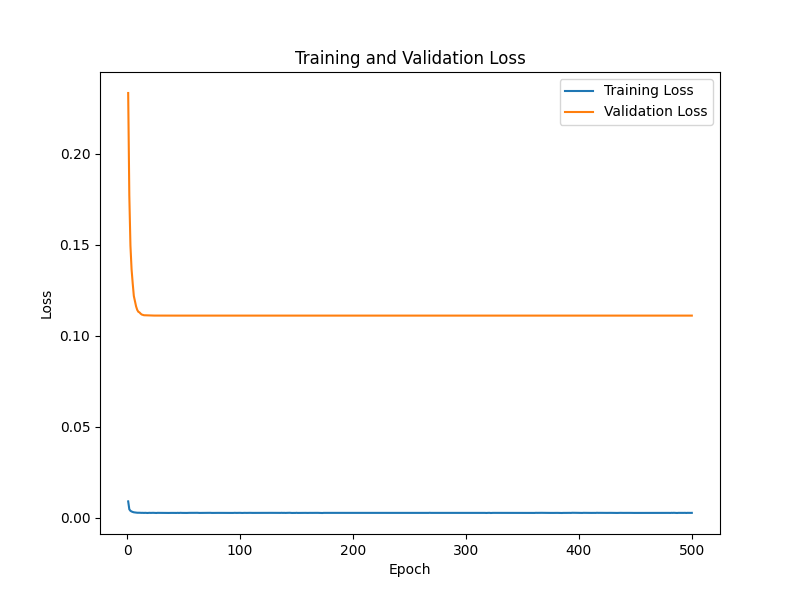 Training and Validation Loss
Training Loss
Validation Loss
0.20
0.15
0.10
0.05
0.00
Loss
0
100
200
300
400
500
Epoch